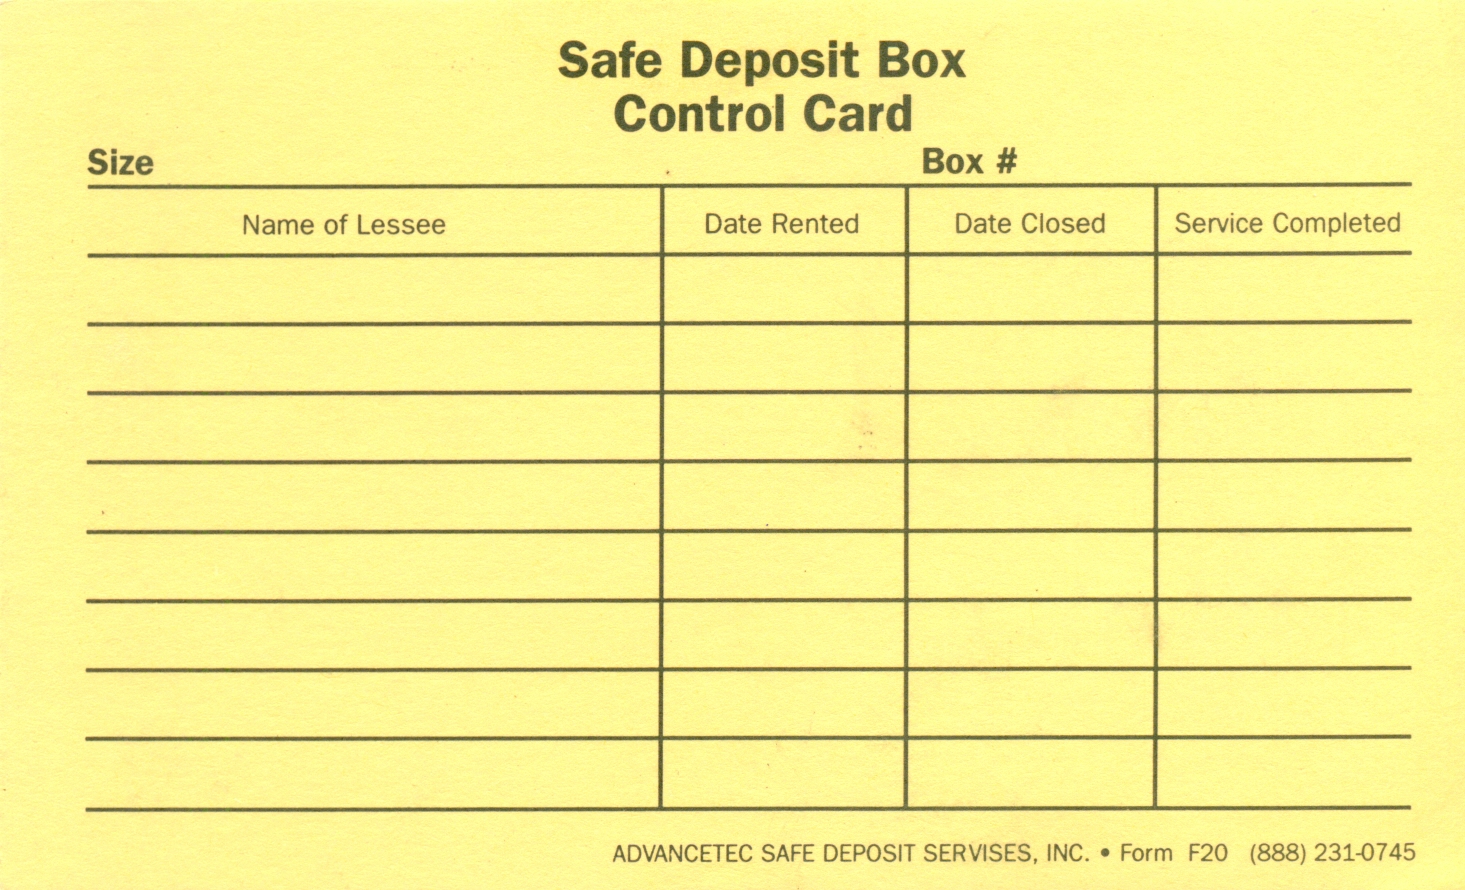 Safe Deposit Box
Control Card
Size Box #
Name of Lessee Date Rented Date Closed Service Completed
ADVANCETEC SAFE DEPOSIT SERVISES, INC. • Form F20 (888) 231-0745